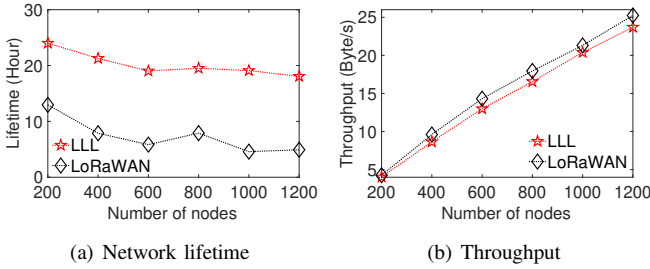 30
20
10
0
Lifetime (Hour)
LLL
LoRaWAN
200 400 600 800 1000 1200
Number of nodes
(a) Network lifetime
25
20
15
10
5
Throughput (Byte/s)
LLL
LoRaWAN
200 400 600 800 1000 1200
Number of nodes
(b) Throughput